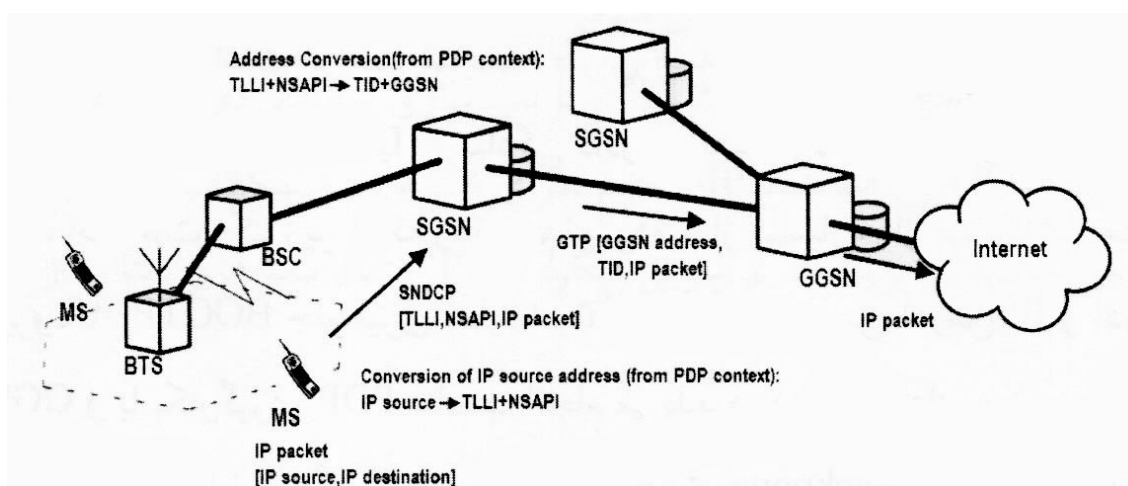 Address Conversion(from PDP context):
TLLI+NSAPI→TID+GGSN
SGSN
SGSN
BSC
GTP [GGSN address,
TID,IP packet]
GGSN
Internet
IP packet
MS
BTS
SNDCP
[TLLI,NSAPI,IP packet]
MS
Conversion of IP source address (from PDP context):
IP source→TLLI+NSAPI
IP packet
[IP source,IP destination]